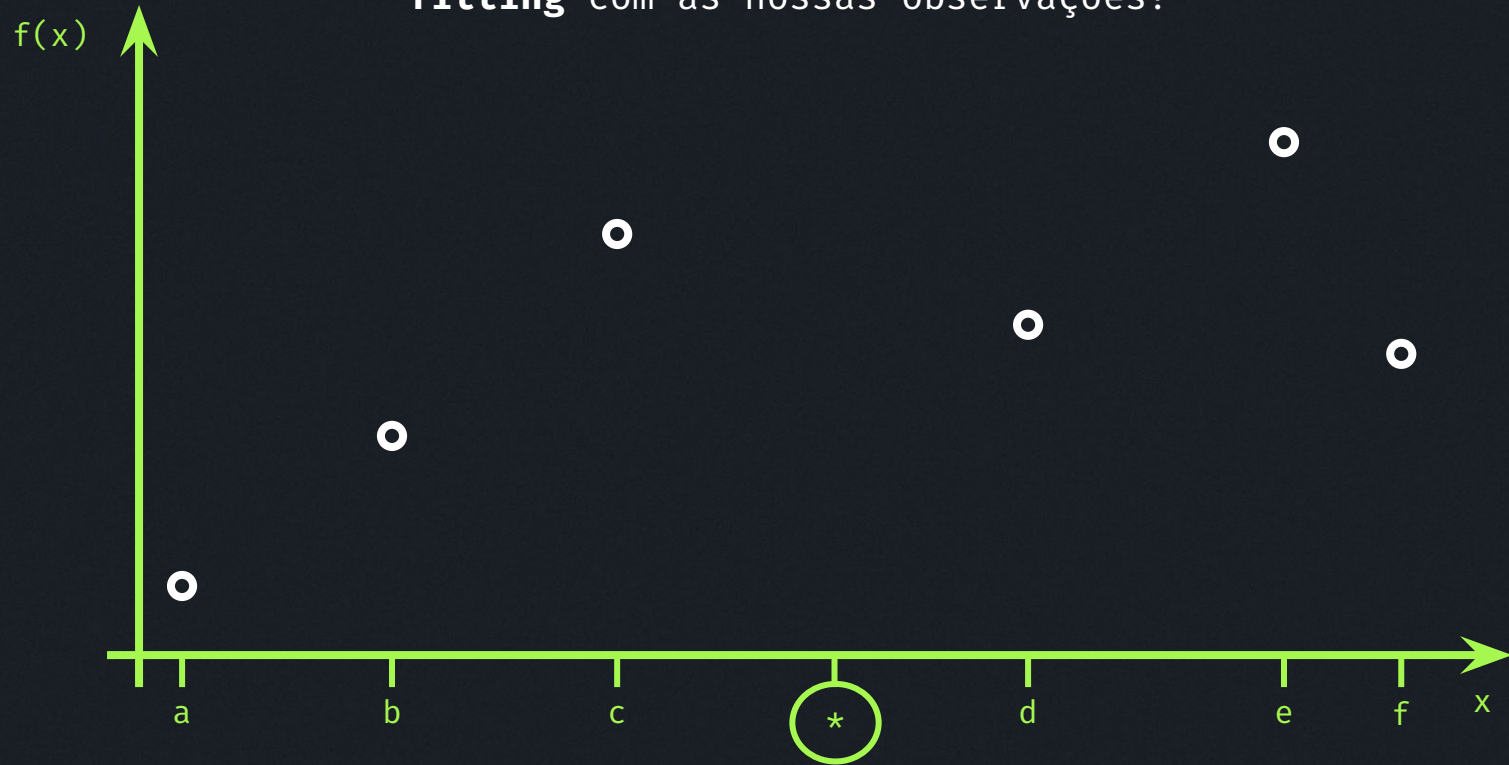 fitting com as nossas observações?
f(x)
a b c * d e f x